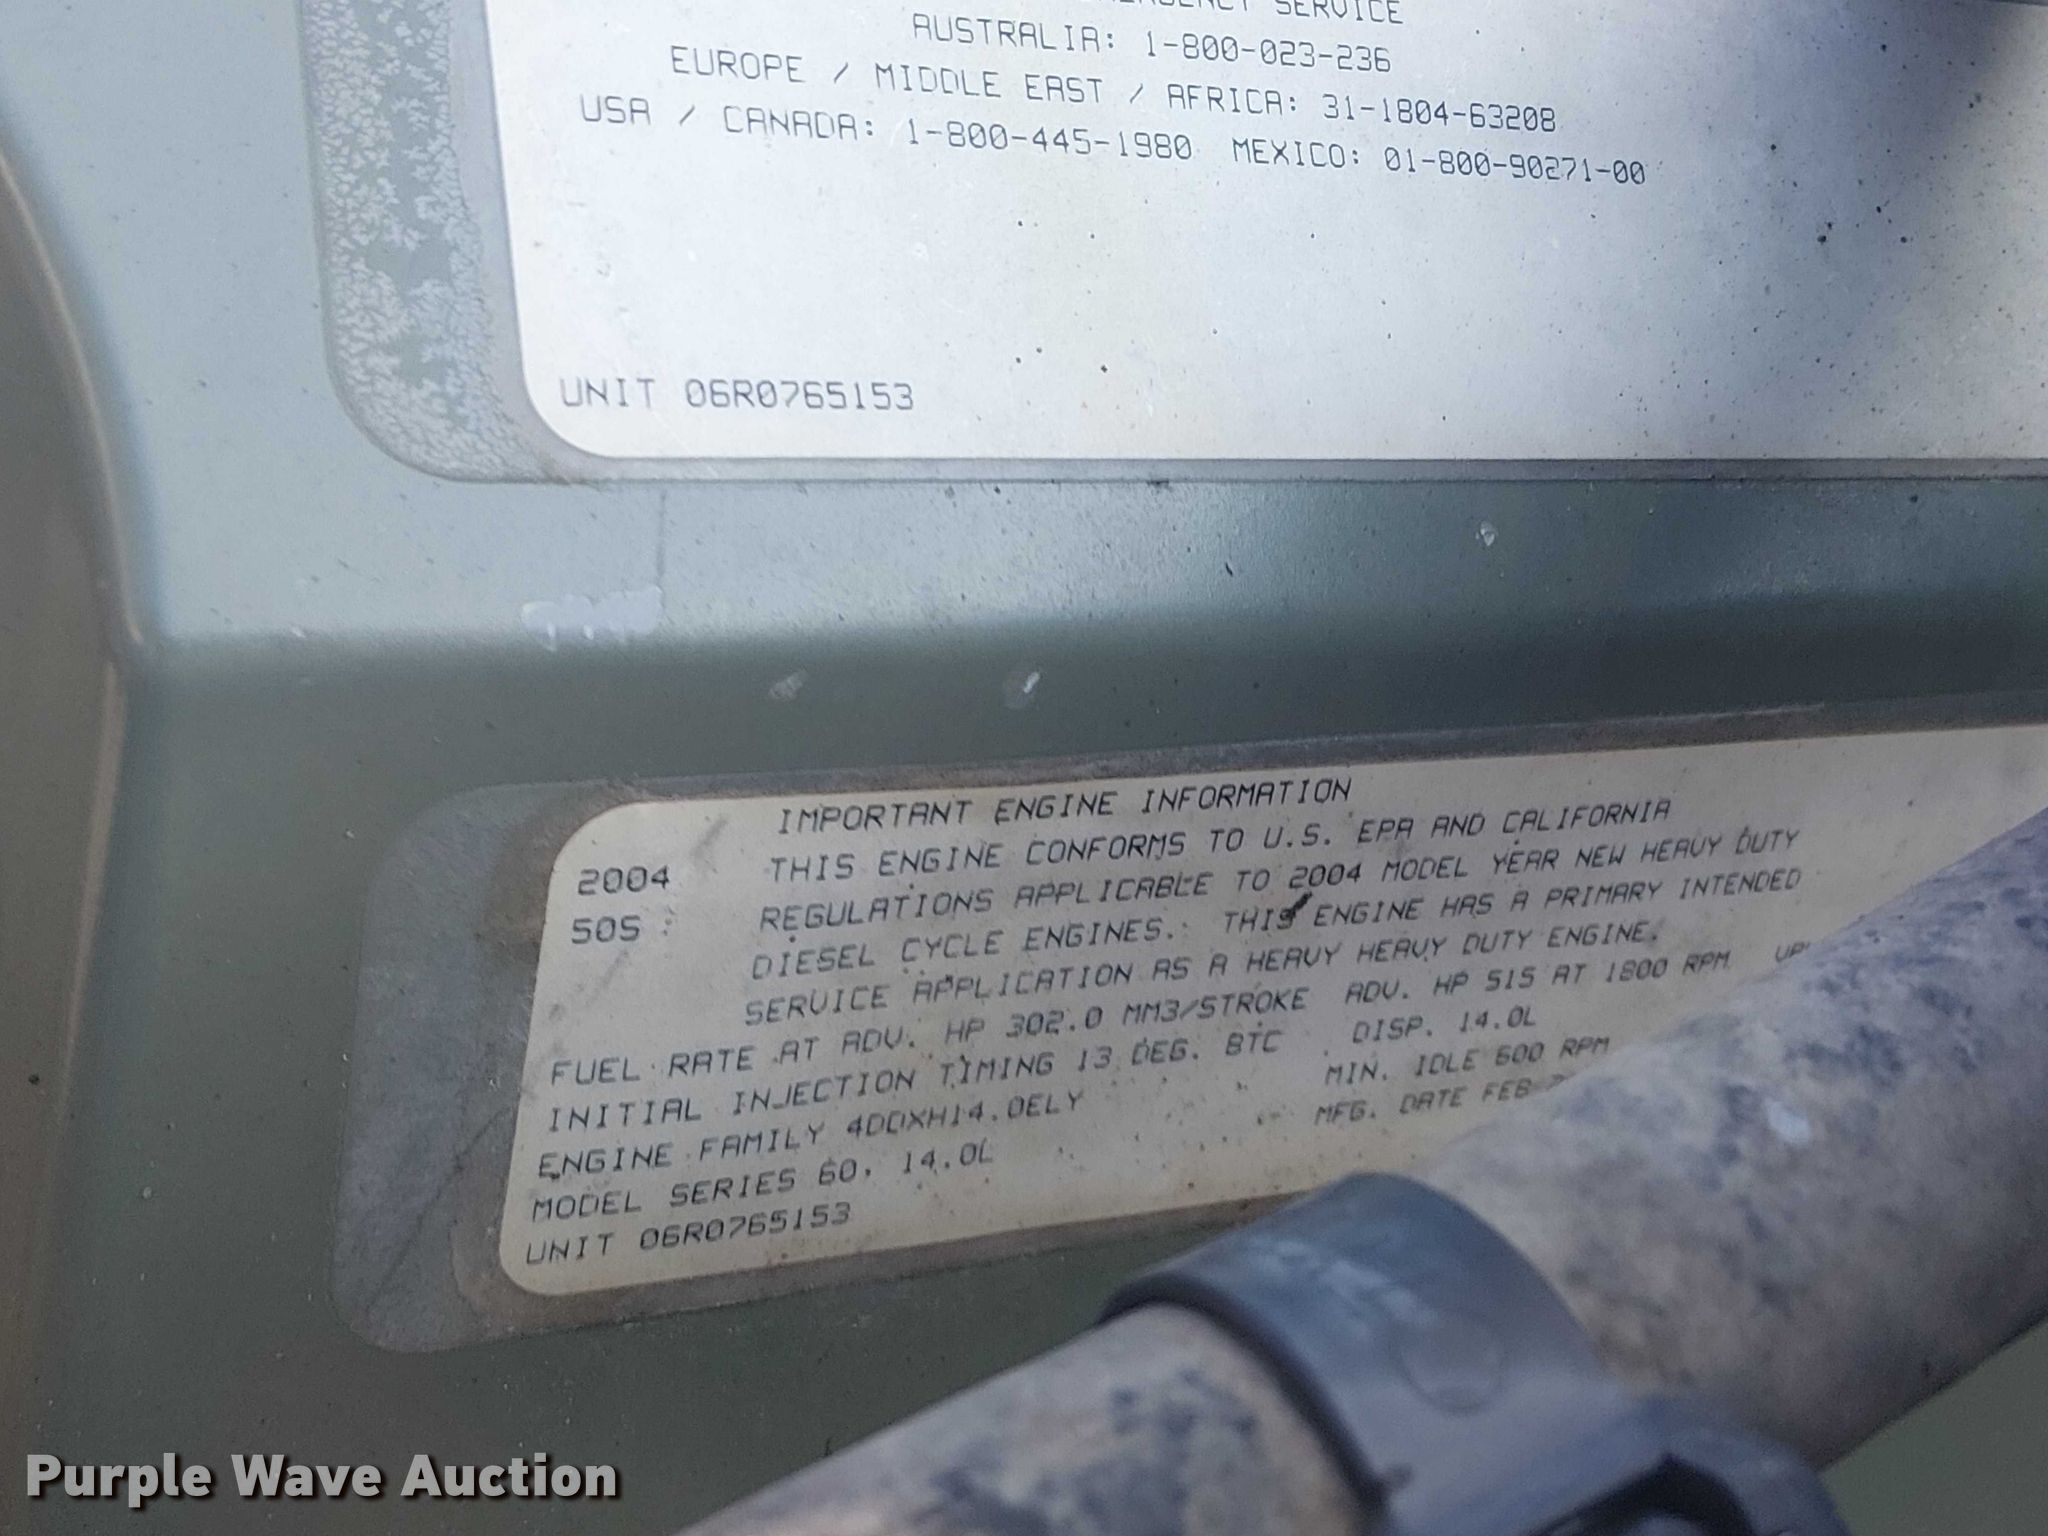 SERVICE
AUSTRALIA: 1-800-023-236
EUROPE / MIDDLE EAST / AFRICA: 31-1804-63208
USA / CANADA: 1-800-445-1980 MEXICO: 01-800-90271-00
UNIT 06R0765153
IMPORTANT ENGINE INFORMATION
2004 THIS ENGINE CONFORMS TO U.S. EPA AND CALIFORNIA
50S : REGULATIONS APPLICABLE TO 2004 MODEL YEAR NEW HEAVY DUTY
DIESEL CYCLE ENGINES. THIS ENGINE HAS A PRIMARY INTENDED
SERVICE APPLICATION AS A HEAVY HEAVY DUTY ENGINE.
FUEL RATE AT ADV. HP 302.0 MM3/STROKE ADV. HP 515 AT 1800 RPM
INITIAL INJECTION TIMING 13 DEG. BTC DISP. 14.0L
ENGINE FAMILY 4DDXH14.0ELY MIN. IDLE 600 RPM
MODEL SERIES 60, 14.0L MFG. DATE FEB
UNIT 06R0765153
Purple Wave Auction